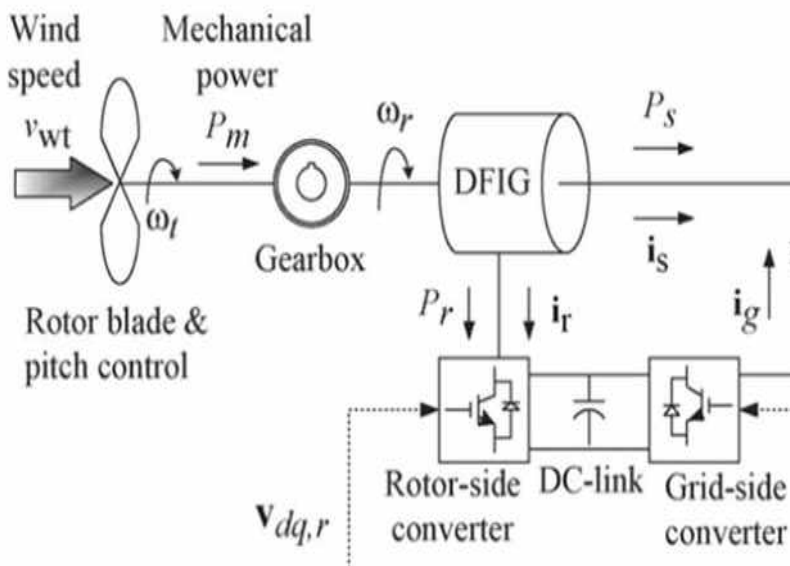 Wind
speed
v_wt
Mechanical
power
P_m
ω_r
ω_t
Gearbox
DFIG
P_s
i_s
P_r
i_r
i_g
Rotor blade &
pitch control
Rotor-side
converter
DC-link
Grid-side
converter
v_dq,r